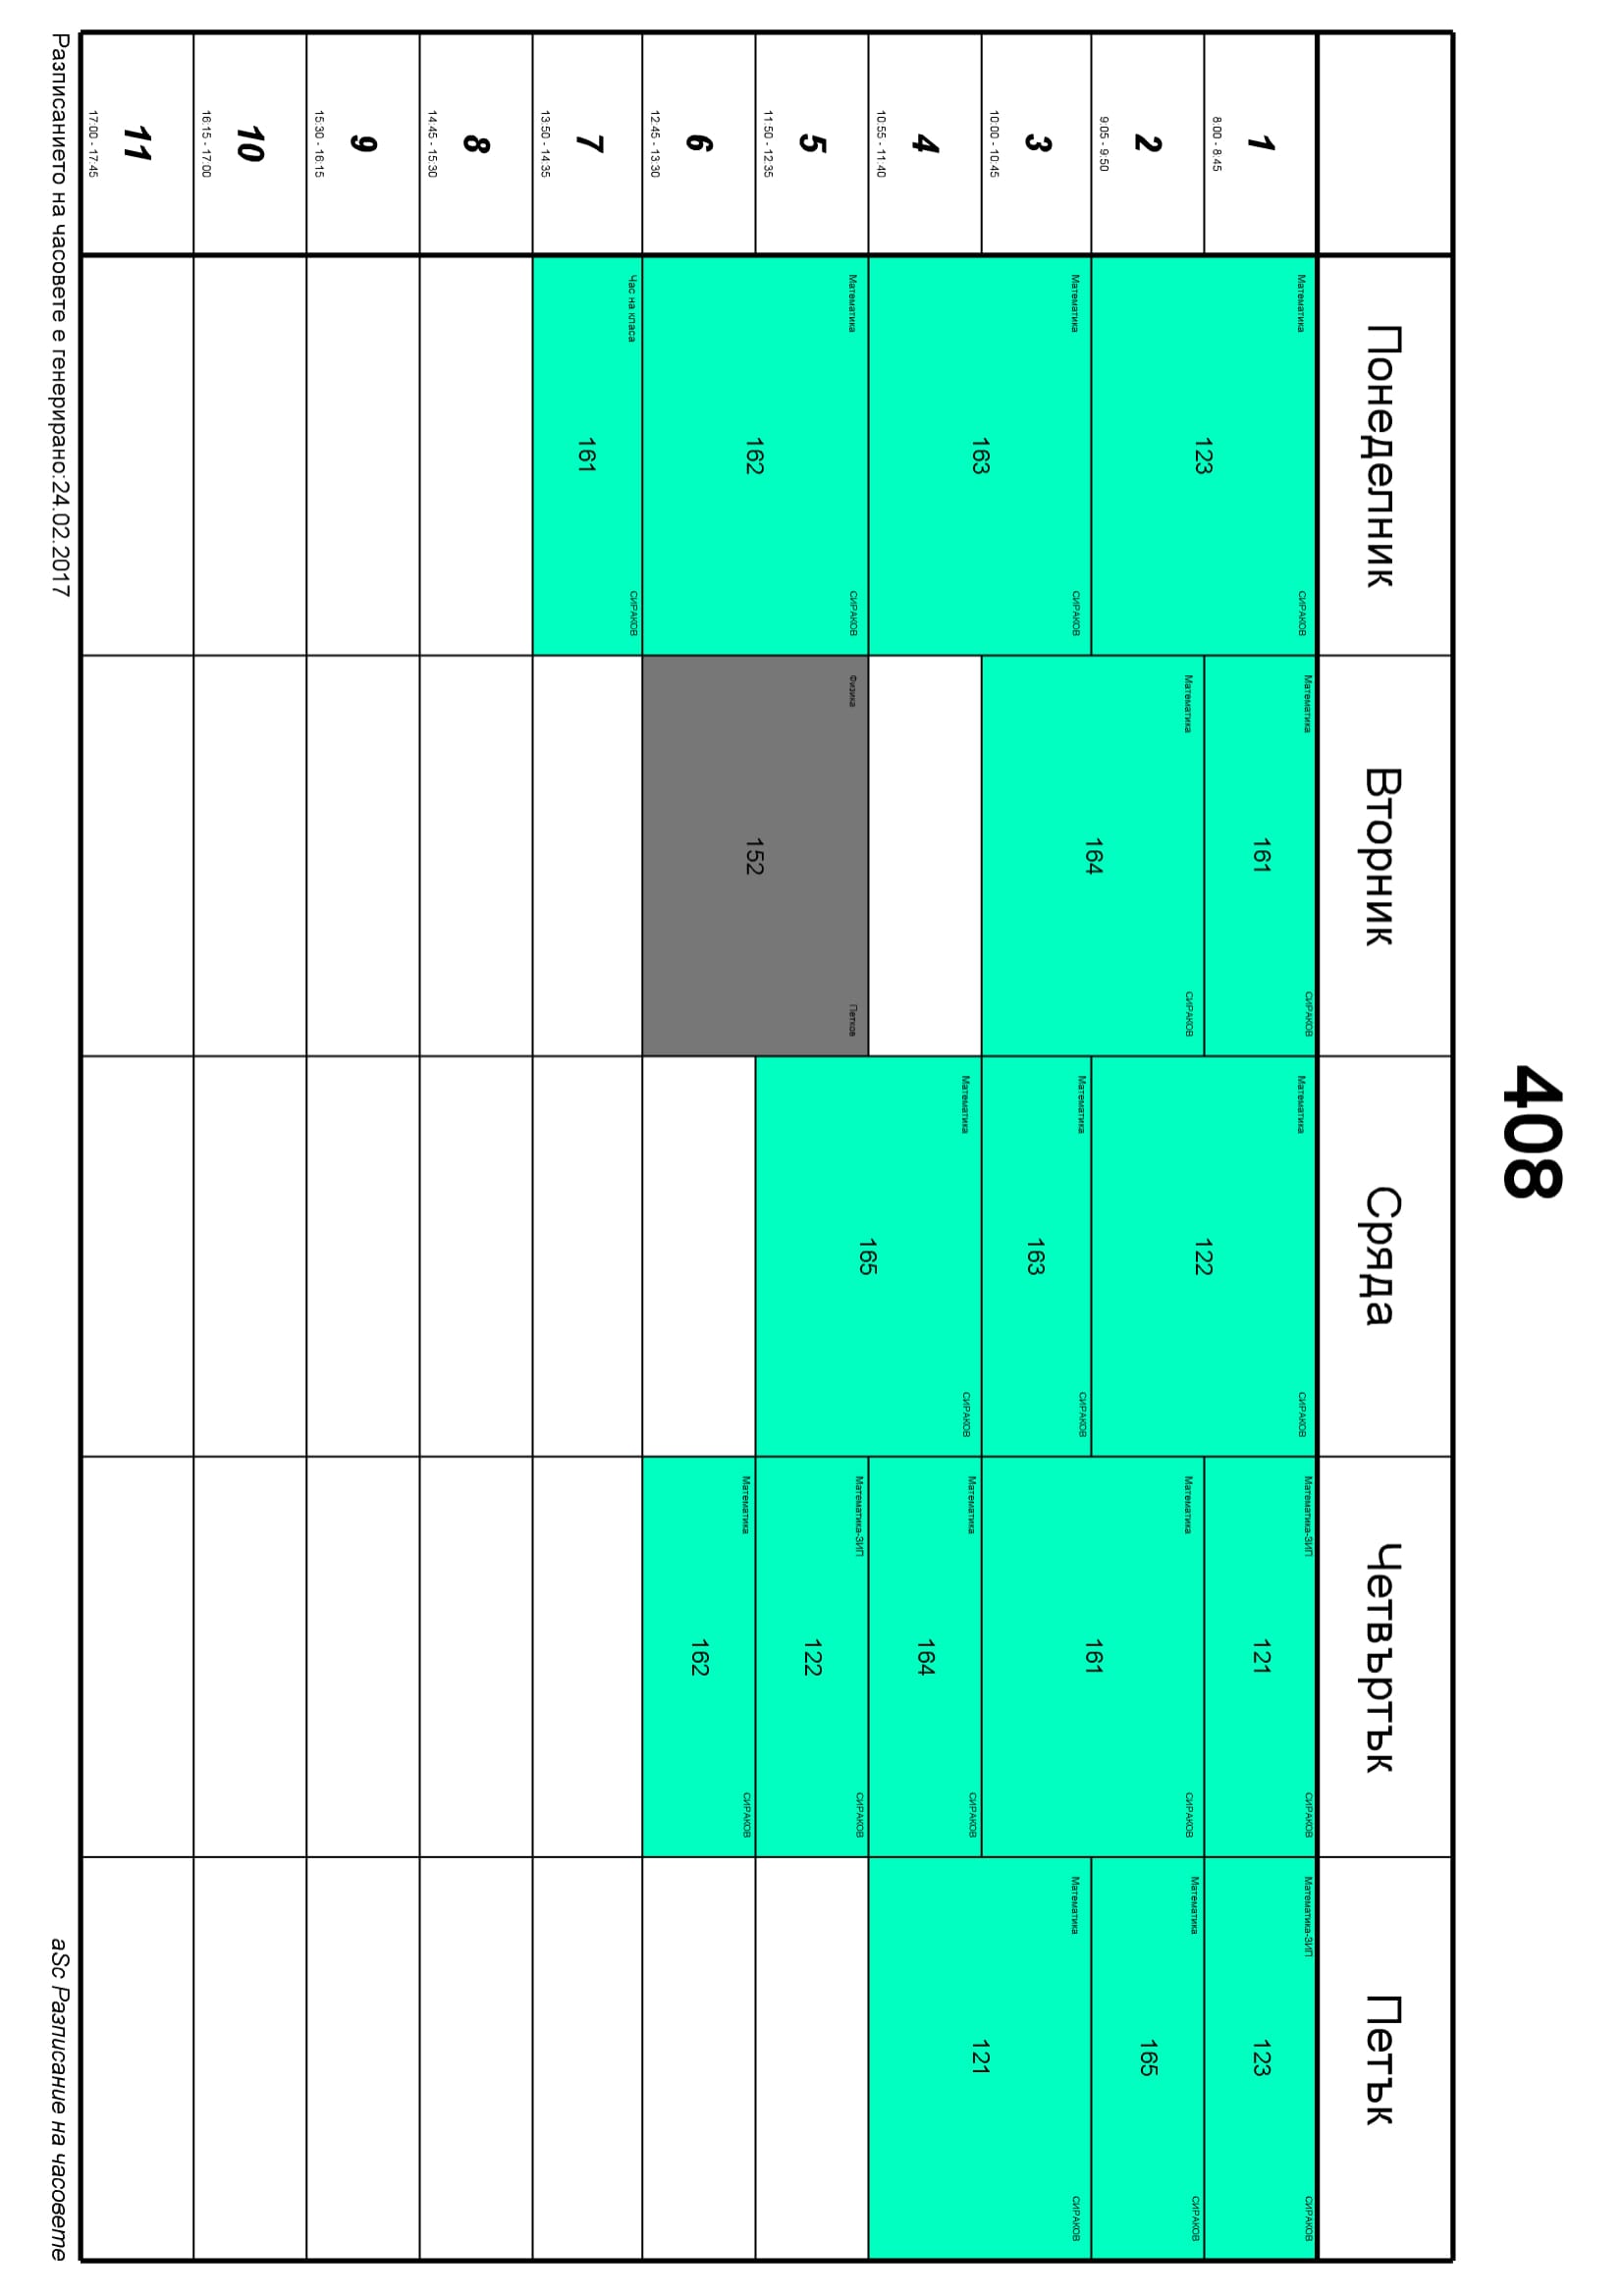 408
Понеделник
Вторник
Сряда
Четвъртък
Петък
1
8:00 - 8:45
Математика
123
СИРАКОВ
Математика
161
СИРАКОВ
Математика
122
СИРАКОВ
Математика-ЗИП
121
СИРАКОВ
Математика-ЗИП
123
СИРАКОВ
2
9:05 - 9:50
Математика
164
СИРАКОВ
Математика
161
СИРАКОВ
Математика
165
СИРАКОВ
3
10:00 - 10:45
Математика
163
СИРАКОВ
Математика
163
СИРАКОВ
Математика
121
СИРАКОВ
4
10:55 - 11:40
Математика
165
СИРАКОВ
Математика
164
СИРАКОВ
5
11:50 - 12:35
Математика
162
СИРАКОВ
Физика
152
Петков
Математика-ЗИП
122
СИРАКОВ
6
12:45 - 13:30
Математика
162
СИРАКОВ
7
13:50 - 14:35
Час на класа
161
СИРАКОВ
8
14:45 - 15:30
9
15:30 - 16:15
10
16:15 - 17:00
11
17:00 - 17:45
Разписанието на часовете е генерирано:24.02.2017
aSc Разписание на часовете